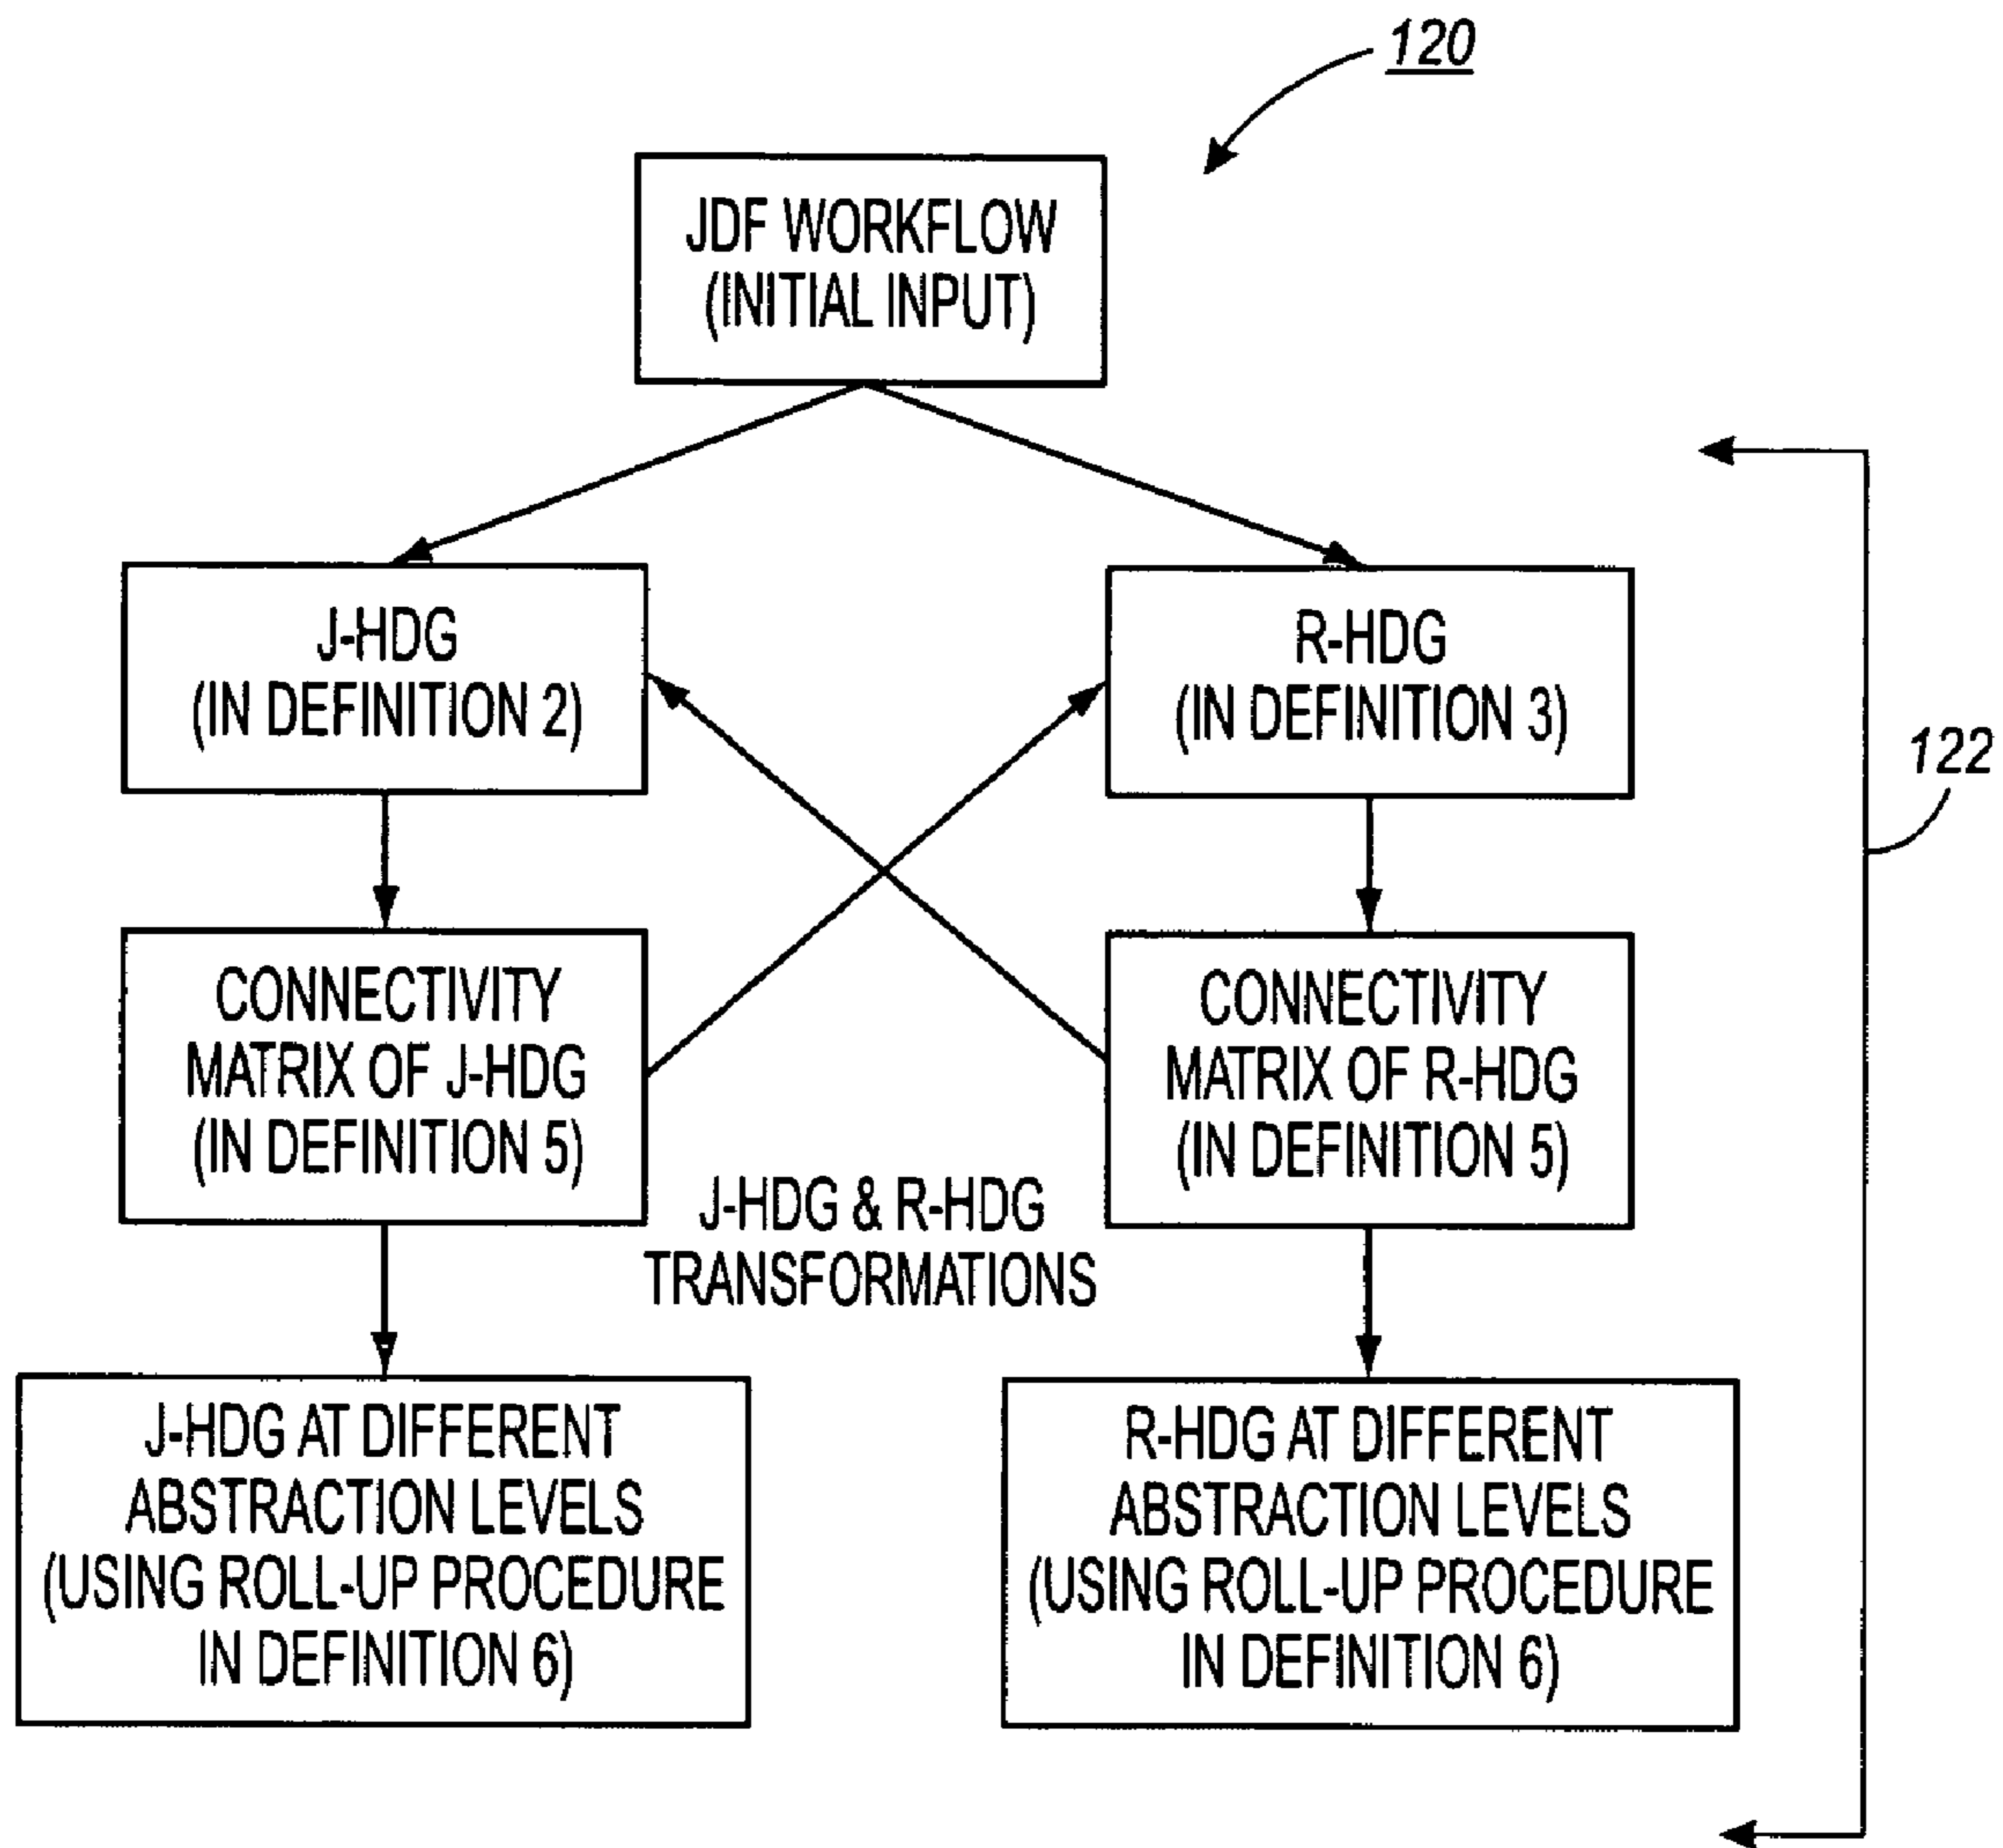 120
JDF WORKFLOW
(INITIAL INPUT)
J-HDG
(IN DEFINITION 2)
R-HDG
(IN DEFINITION 3)
122
CONNECTIVITY
MATRIX OF J-HDG
(IN DEFINITION 5)
CONNECTIVITY
MATRIX OF R-HDG
(IN DEFINITION 5)
J-HDG & R-HDG
TRANSFORMATIONS
J-HDG AT DIFFERENT
ABSTRACTION LEVELS
(USING ROLL-UP PROCEDURE
IN DEFINITION 6)
R-HDG AT DIFFERENT
ABSTRACTION LEVELS
(USING ROLL-UP PROCEDURE
IN DEFINITION 6)